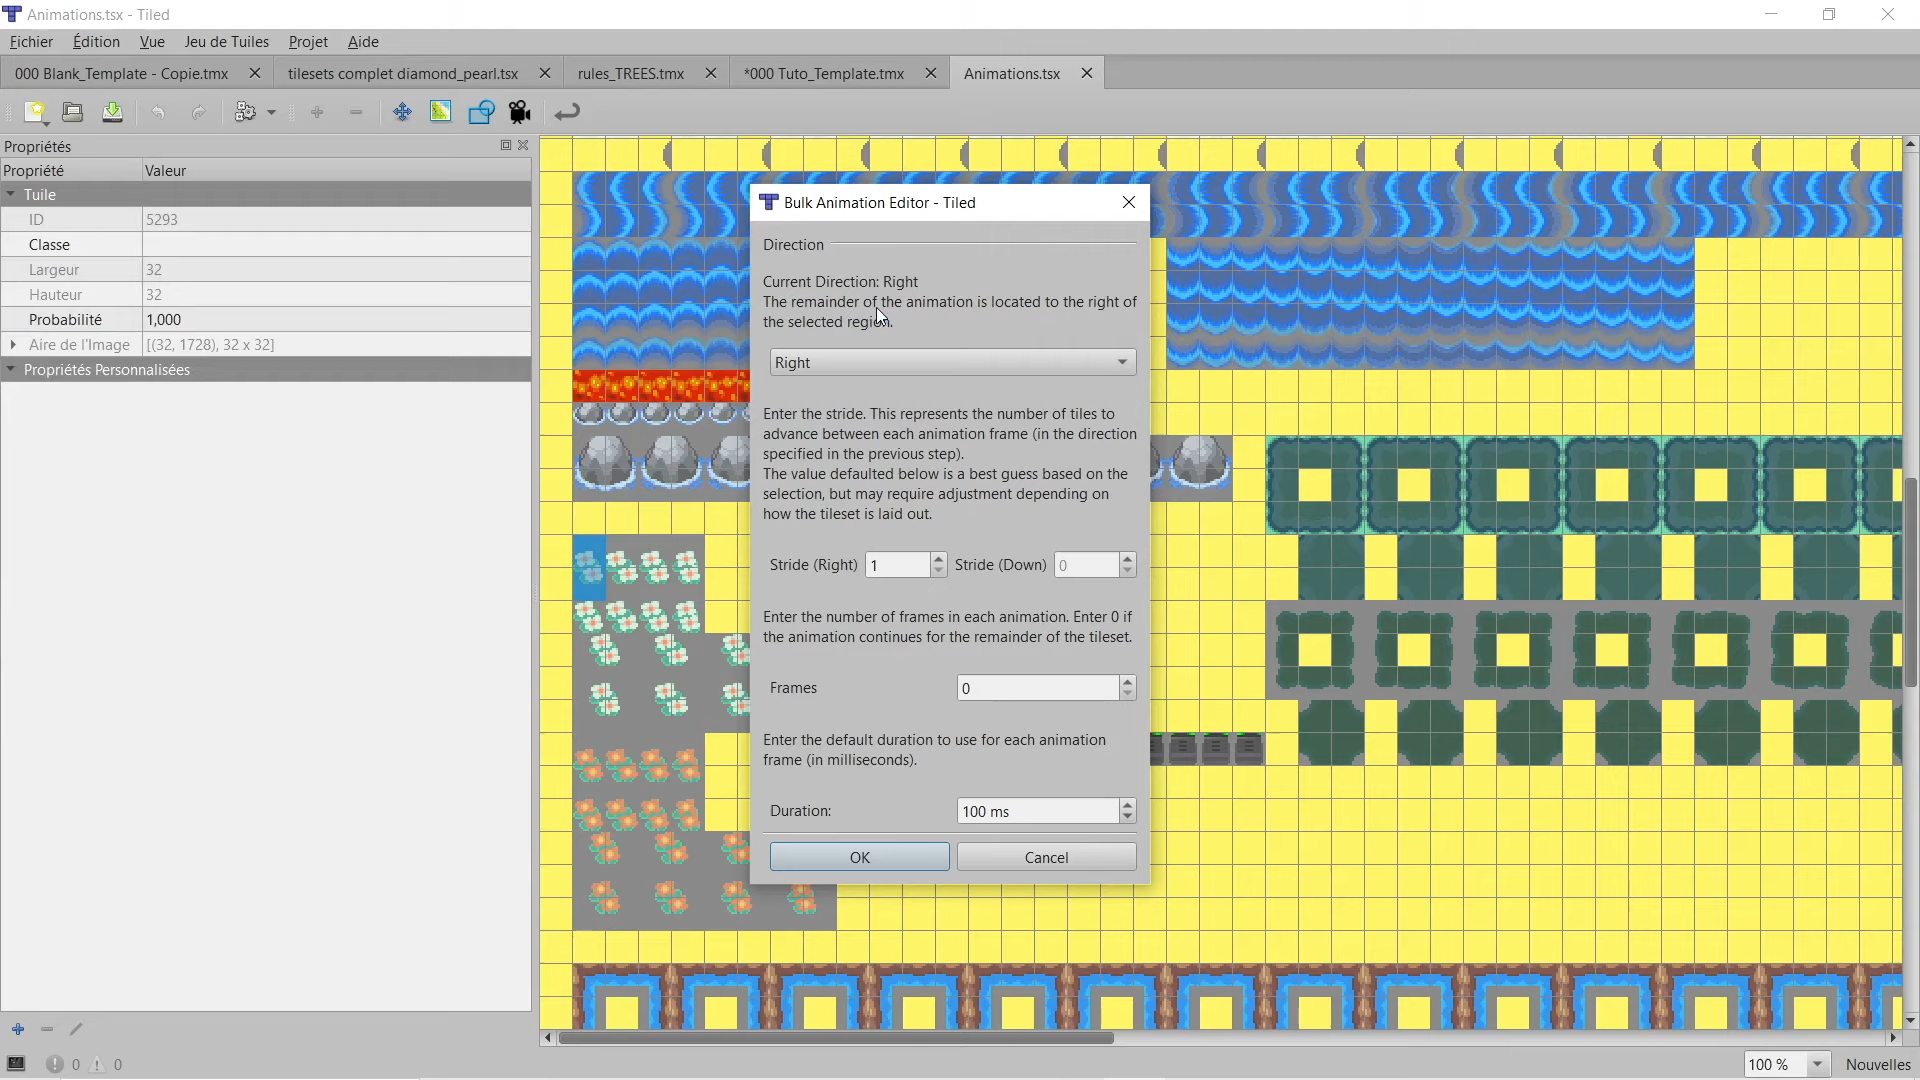 Animations.tsx - Tiled
Fichier Édition Vue Jeu de Tuiles Projet Aide
000 Blank_Template - Copie.tmx tilesets complet diamond_pearl.tsx rules_TREES.tmx *000 Tuto_Template.tmx Animations.tsx
Propriétés
Propriété Valeur
Tuile
ID 5293
Classe
Largeur 32
Hauteur 32
Probabilité 1,000
Aire de l'Image [(32, 1728), 32 x 32]
Propriétés Personnalisées
Bulk Animation Editor - Tiled
Direction
Current Direction: Right
The remainder of the animation is located to the right of
the selected region.
Right
Enter the stride. This represents the number of tiles to
advance between each animation frame (in the direction
specified in the previous step).
The value defaulted below is a best guess based on the
selection, but may require adjustment depending on
how the tileset is laid out.
Stride (Right) 1 Stride (Down) 0
Enter the number of frames in each animation. Enter 0 if
the animation continues for the remainder of the tileset.
Frames 0
Enter the default duration to use for each animation
frame (in milliseconds).
Duration: 100 ms
OK Cancel
0 0
100 % Nouvelles